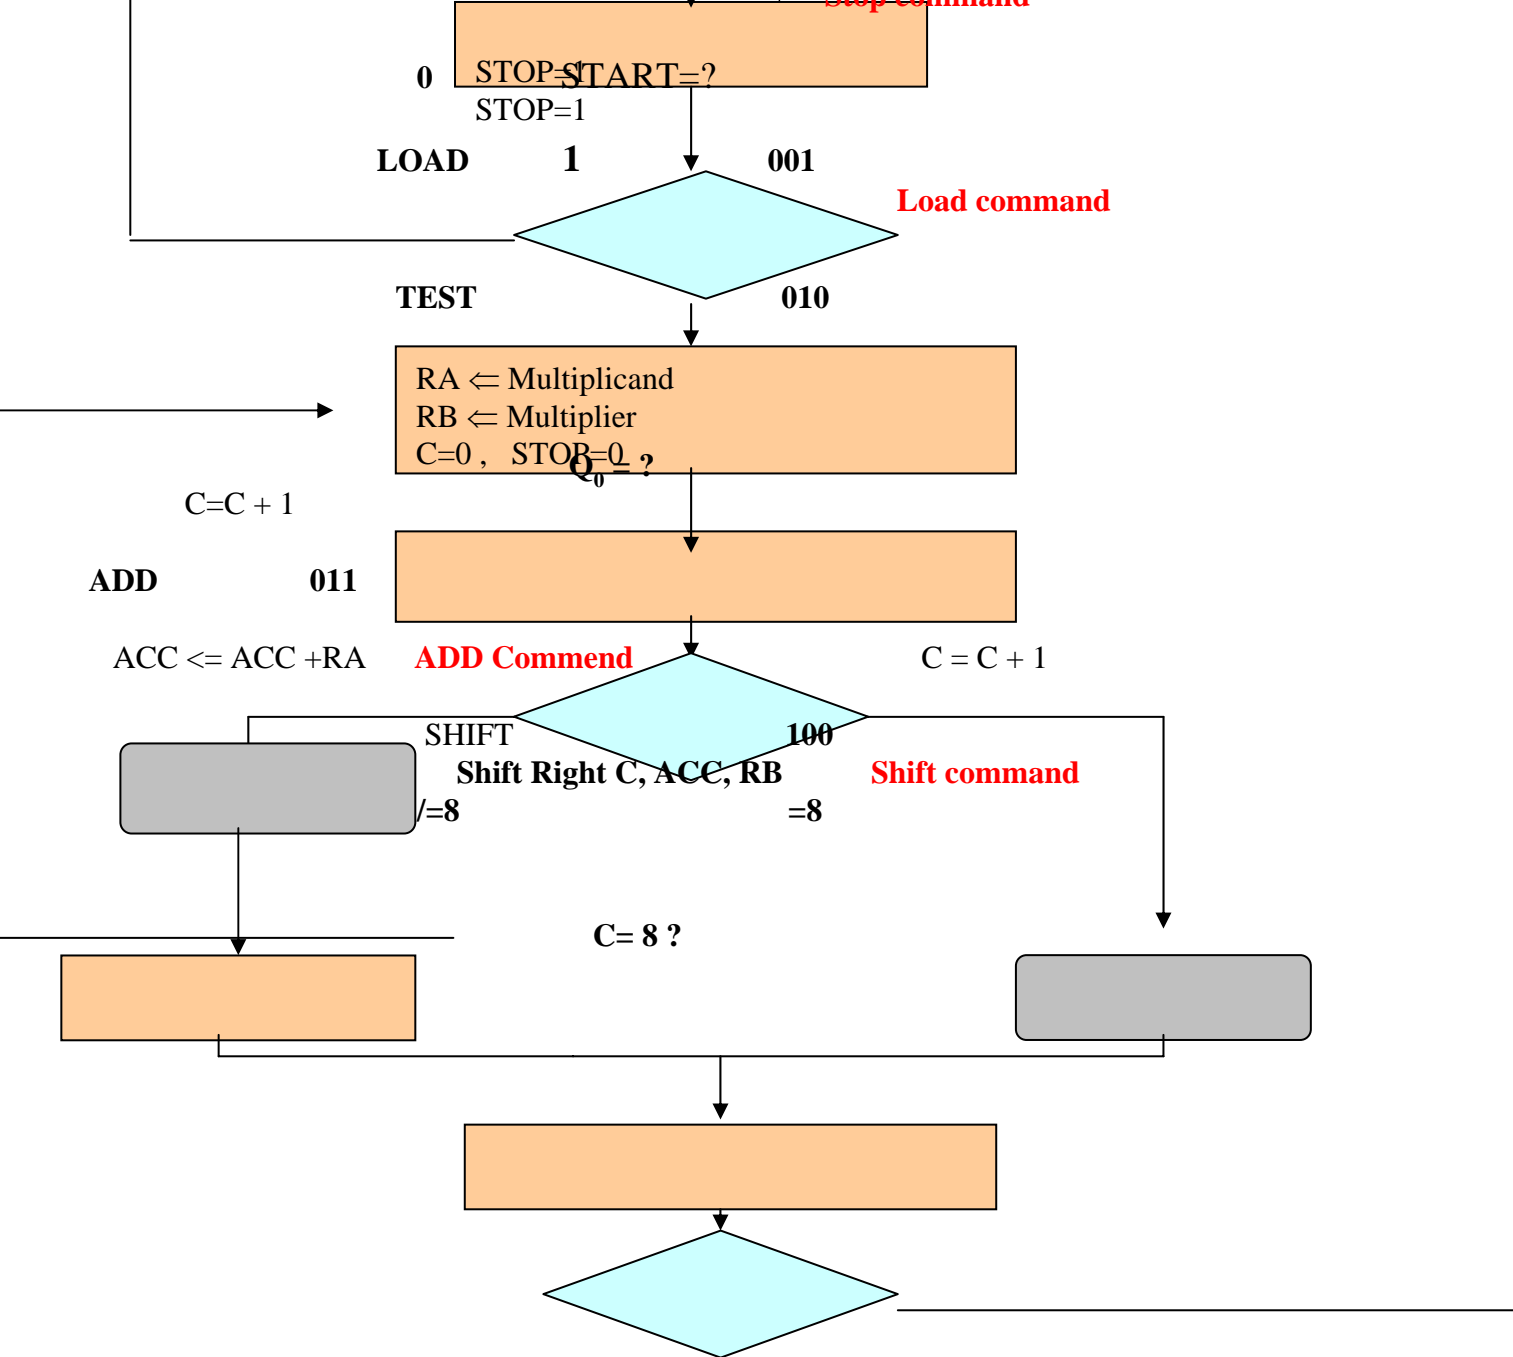 Stop command
STOP=1
0 START=?
STOP=1
LOAD 1 001
Load command
TEST 010
RA ⇐ Multiplicand
RB ⇐ Multiplier
C=0 , STOP=0
Q0 = ?
C=C + 1
ADD 011
ACC <= ACC +RA ADD Commend C = C + 1
SHIFT 100
Shift Right C, ACC, RB Shift command
/=8 =8
C= 8 ?